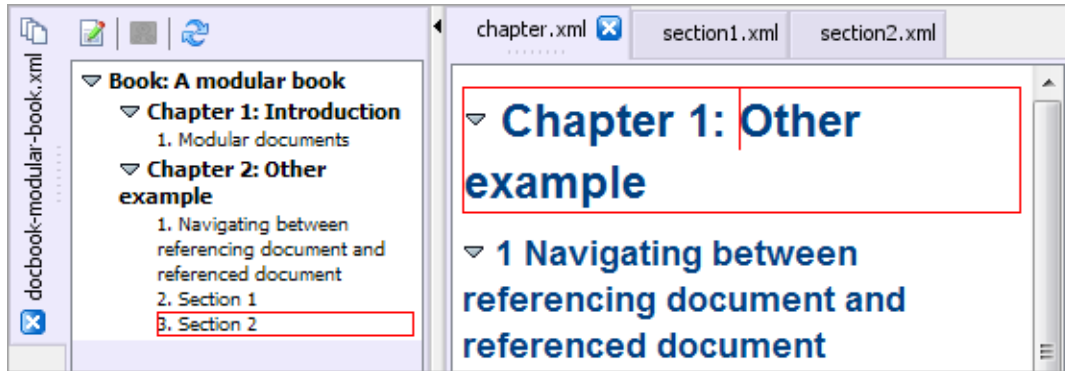 docbook-modular-book.xml
Book: A modular book
Chapter 1: Introduction
1. Modular documents
Chapter 2: Other
example
1. Navigating between
referencing document and
referenced document
2. Section 1
3. Section 2
chapter.xml
section1.xml
section2.xml
Chapter 1: Other
example
1 Navigating between
referencing document and
referenced document